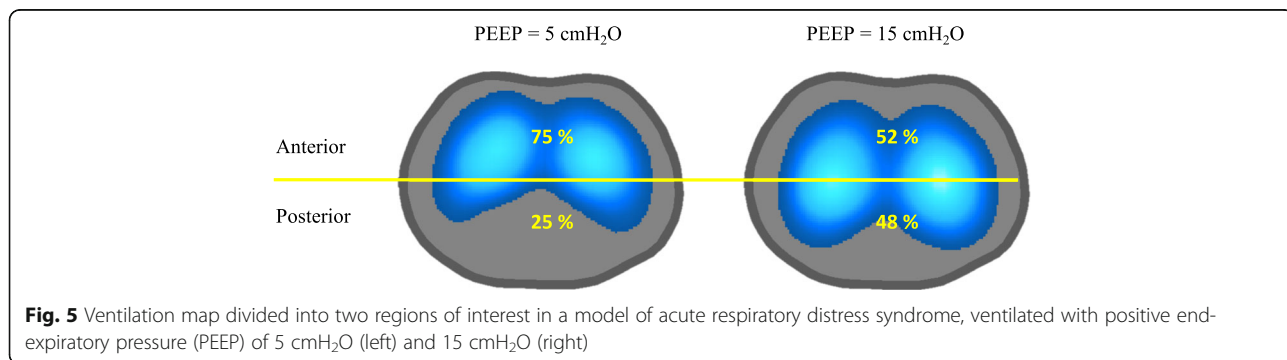 PEEP = 5 cmH₂O
PEEP = 15 cmH₂O
Anterior
75 %
52 %
Posterior
25 %
48 %
Fig. 5 Ventilation map divided into two regions of interest in a model of acute respiratory distress syndrome, ventilated with positive end-
expiratory pressure (PEEP) of 5 cmH₂O (left) and 15 cmH₂O (right)